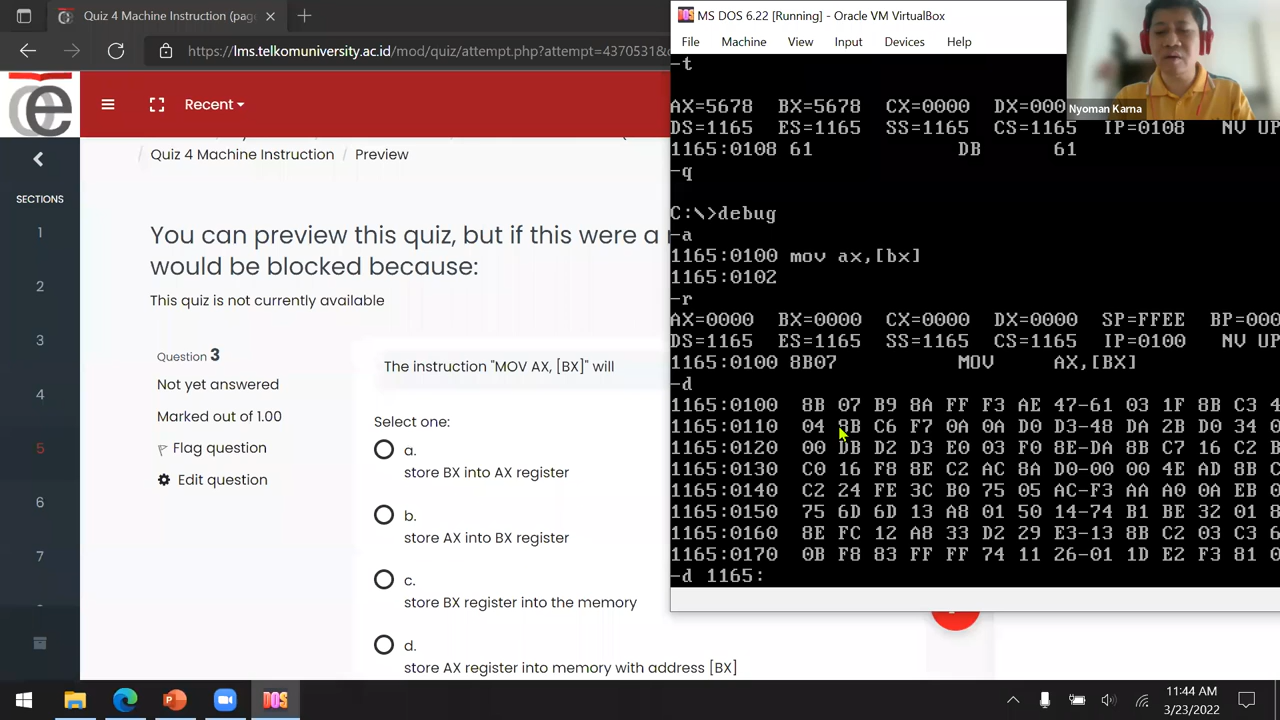 Quiz 4 Machine Instruction (pag
https://lms.telkomuniversity.ac.id/mod/quiz/attempt.php?attempt=4370531&c
Recent
Quiz 4 Machine Instruction / Preview
SECTIONS
1
2
3
4
5
6
7
You can preview this quiz, but if this were a r
would be blocked because:
This quiz is not currently available
Question 3
Not yet answered
Marked out of 1.00
Flag question
Edit question
The instruction "MOV AX, [BX]" will
Select one:
a.
store BX into AX register
b.
store AX into BX register
c.
store BX register into the memory
d.
store AX register into memory with address [BX]
MS DOS 6.22 [Running] - Oracle VM VirtualBox
File Machine View Input Devices Help
-t
AX=5678 BX=5678 CX=0000 DX=000
DS=1165 ES=1165 SS=1165 CS=1165 IP=0108 NV UP
1165:0108 61 DB 61
-q
C:\>debug
-a
1165:0100 mov ax,[bx]
1165:0102
-r
AX=0000 BX=0000 CX=0000 DX=0000 SP=FFEE BP=000
DS=1165 ES=1165 SS=1165 CS=1165 IP=0100 NV UP
1165:0100 8B07 MOV AX,[BX]
-d
1165:0100 8B 07 B9 8A FF F3 AE 47-61 03 1F 8B C3 4
1165:0110 04 8B C6 F7 0A 0A D0 D3-48 DA 2B D0 34 0
1165:0120 00 DB D2 D3 E0 03 F0 8E-DA 8B C7 16 C2 B
1165:0130 C0 16 F8 8E C2 AC 8A D0-00 00 4E AD 8B C
1165:0140 C2 24 FE 3C B0 75 05 AC-F3 AA A0 0A EB 0
1165:0150 75 6D 6D 13 A8 01 50 14-74 B1 BE 32 01 8
1165:0160 8E FC 12 A8 33 D2 29 E3-13 8B C2 03 C3 6
1165:0170 0B F8 83 FF FF 74 11 26-01 1D E2 F3 81 0
-d 1165:
Nyoman Karna
DOS
11:44 AM
3/23/2022